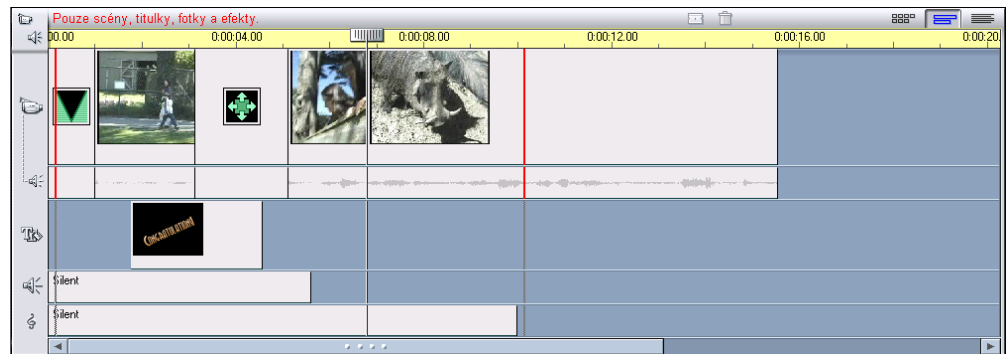 Pouze scény, titulky, fotky a efekty.
00.00 0:00:04.00 0:00:08.00 0:00:12.00 0:00:16.00 0:00:20.
CONGRATULATIONS!
Silent
Silent